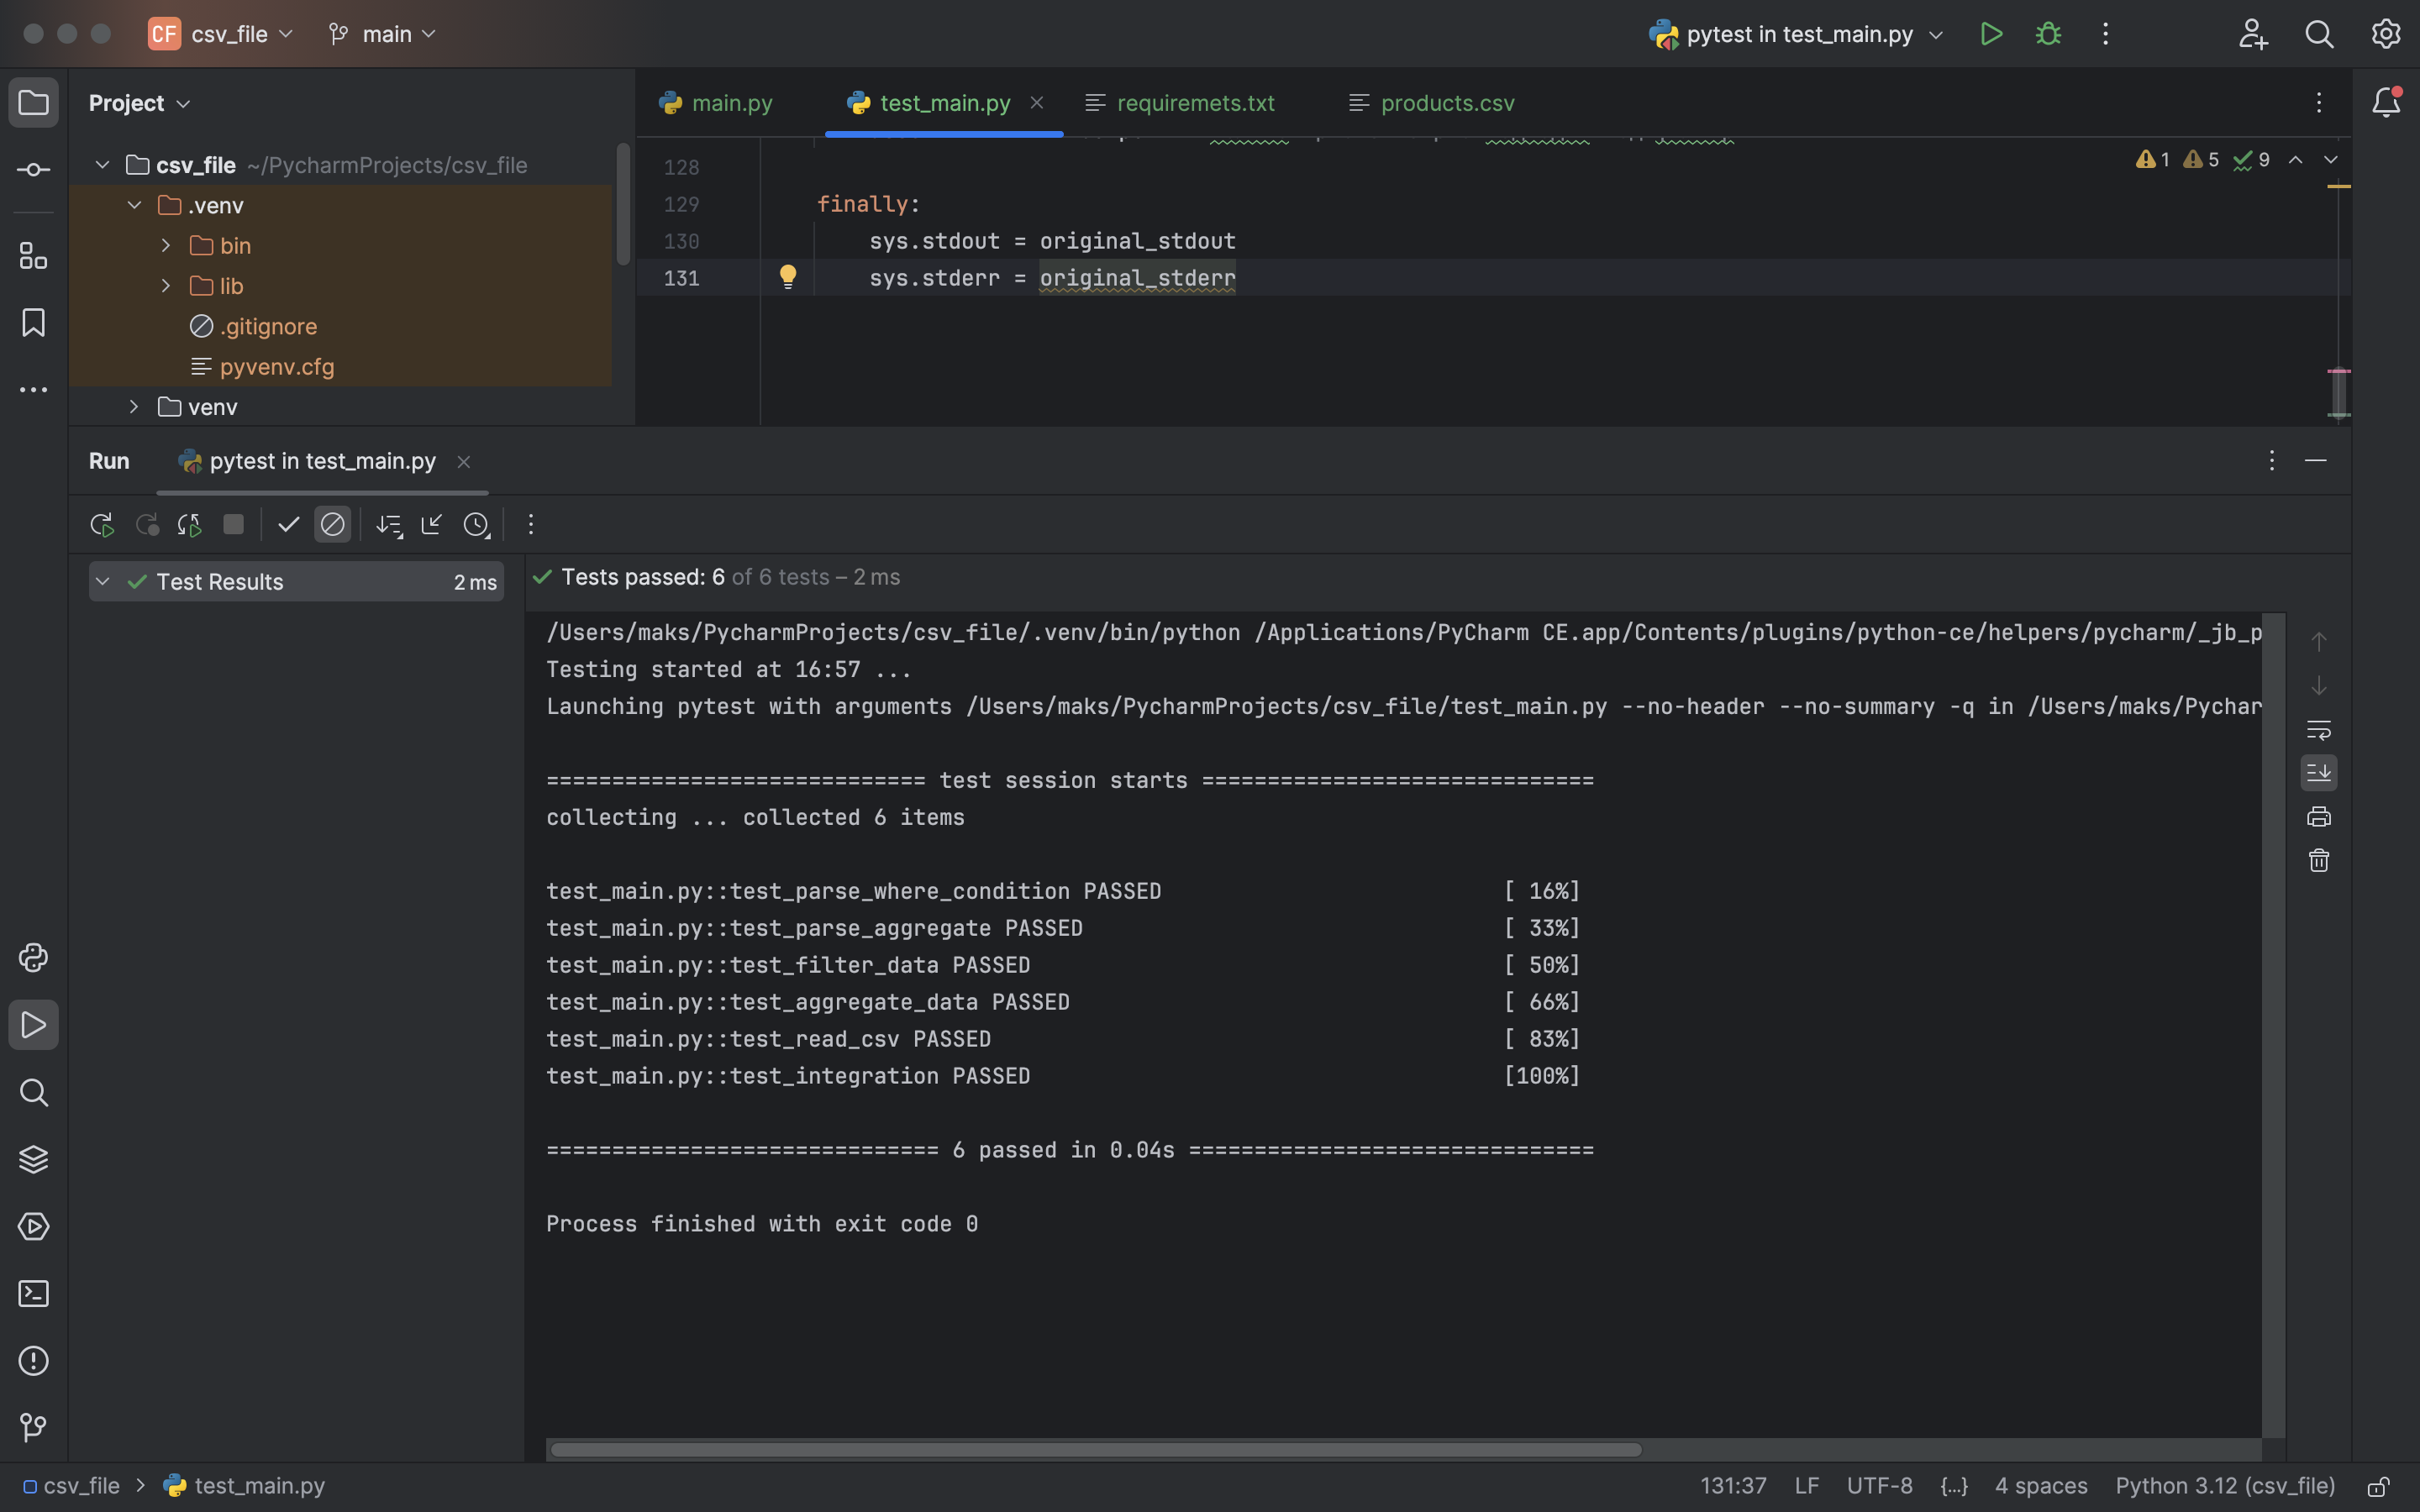 CF csv_file main pytest in test_main.py
Project
main.py test_main.py requiremets.txt products.csv
csv_file ~/PycharmProjects/csv_file
.venv
bin
lib
.gitignore
pyvenv.cfg
venv
1 5 9
128
129 finally:
130 sys.stdout = original_stdout
131 sys.stderr = original_stderr
Run pytest in test_main.py
Test Results 2 ms
Tests passed: 6 of 6 tests – 2 ms
/Users/maks/PycharmProjects/csv_file/.venv/bin/python /Applications/PyCharm CE.app/Contents/plugins/python-ce/helpers/pycharm/_jb_p
Testing started at 16:57 ...
Launching pytest with arguments /Users/maks/PycharmProjects/csv_file/test_main.py --no-header --no-summary -q in /Users/maks/Pychar
============================= test session starts ==============================
collecting ... collected 6 items
test_main.py::test_parse_where_condition PASSED [ 16%]
test_main.py::test_parse_aggregate PASSED [ 33%]
test_main.py::test_filter_data PASSED [ 50%]
test_main.py::test_aggregate_data PASSED [ 66%]
test_main.py::test_read_csv PASSED [ 83%]
test_main.py::test_integration PASSED [100%]
============================== 6 passed in 0.04s ===============================
Process finished with exit code 0
csv_file > test_main.py
131:37 LF UTF-8 {...} 4 spaces Python 3.12 (csv_file)